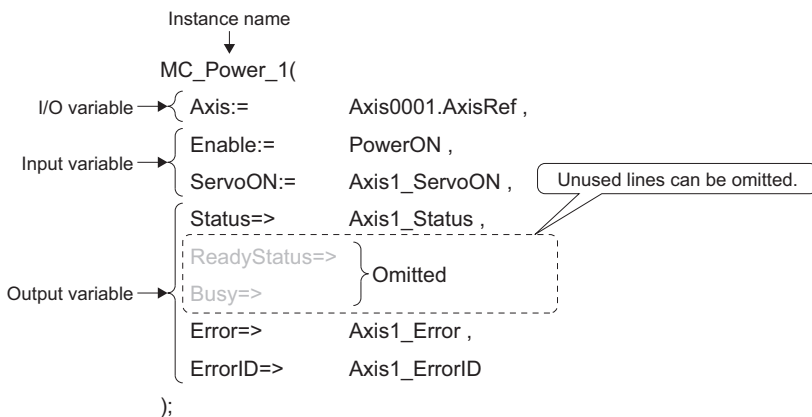 Instance name
MC_Power_1(
I/O variable
Axis:= Axis0001.AxisRef ,
Input variable
Enable:= PowerON ,
ServoON:= Axis1_ServoON ,
Unused lines can be omitted.
Output variable
Status=> Axis1_Status ,
ReadyStatus=>
Omitted
Busy=>
Error=> Axis1_Error ,
ErrorID=> Axis1_ErrorID
);